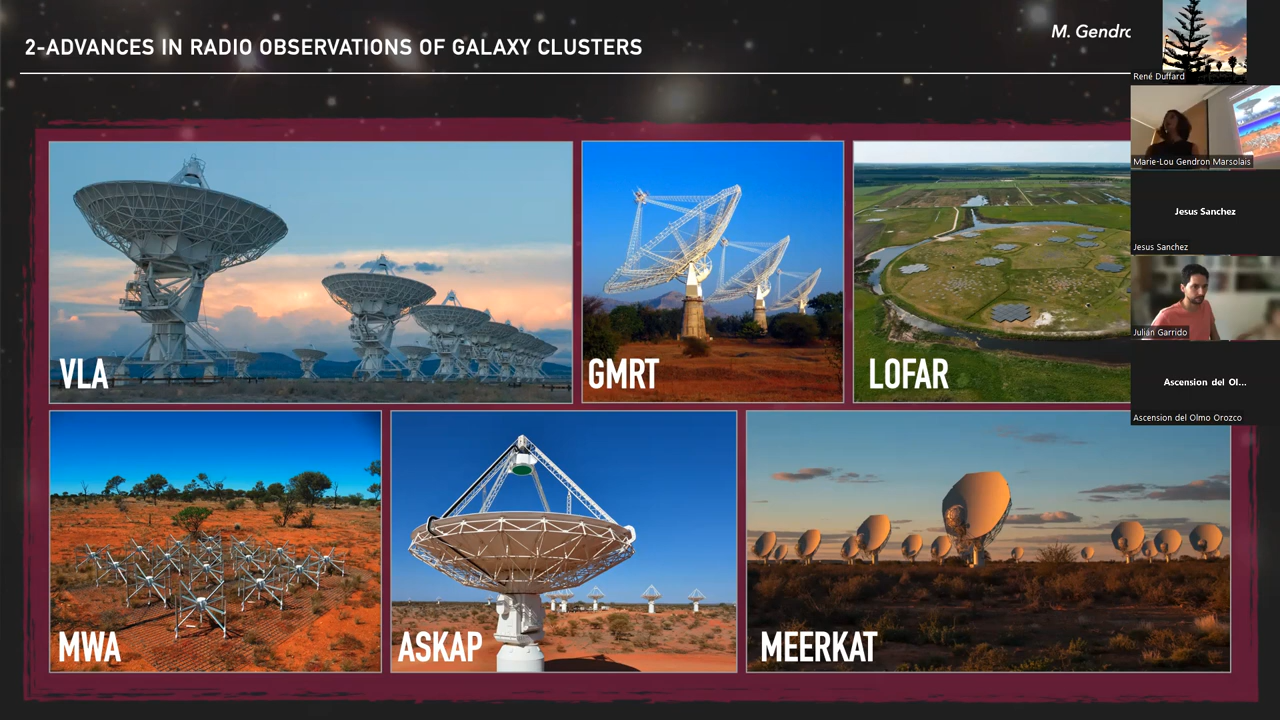 2-ADVANCES IN RADIO OBSERVATIONS OF GALAXY CLUSTERS
M. Gendro
René Duffard
Marie-Lou Gendron Marsolais
Jesus Sanchez
Jesus Sanchez
Julián Garrido
Ascension del Ol...
Ascension del Olmo Orozco
VLA
GMRT
LOFAR
MWA
ASKAP
MEERKAT